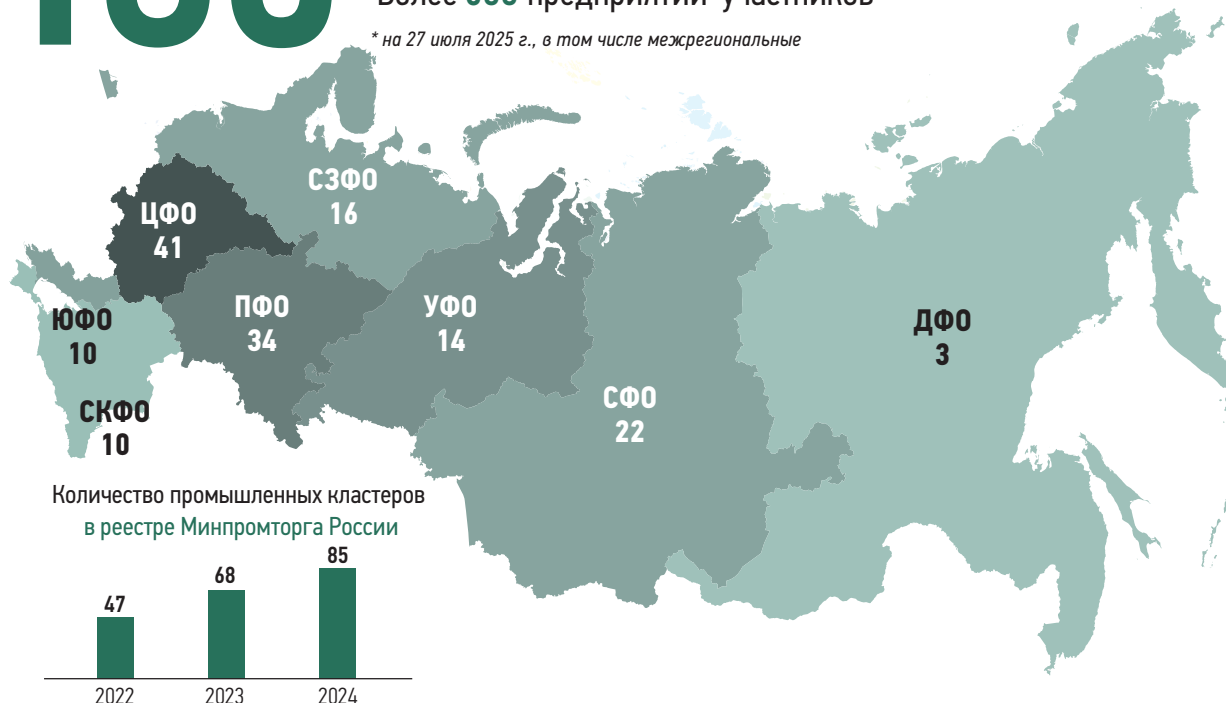 предприятий-участников
* на 27 июля 2025 г., в том числе межрегиональные
СЗФО
16
ЦФО
41
ПФО
34
УФО
14
ЮФО
10
ДФО
3
СФО
22
СКФО
10
Количество промышленных кластеров
в реестре Минпромторга России
85
68
47
2022
2023
2024